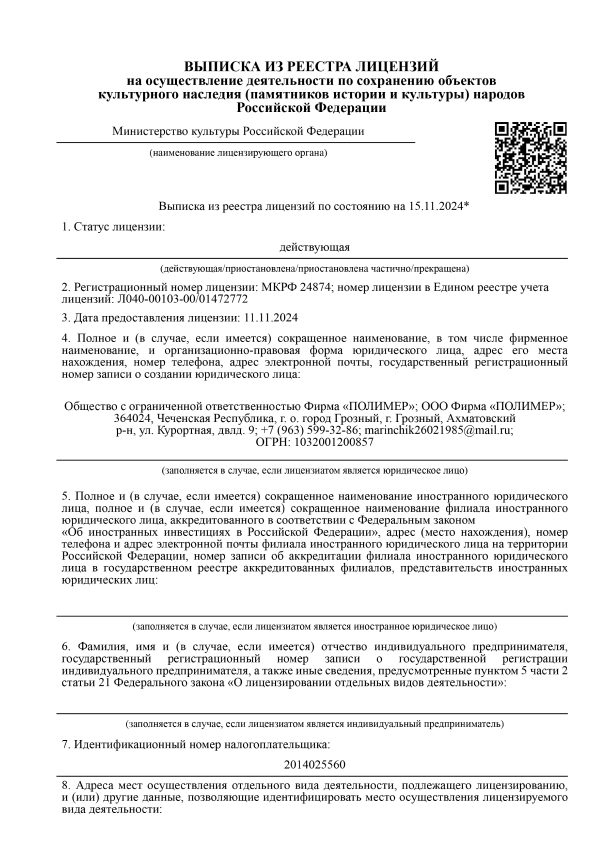 ВЫПИСКА ИЗ РЕЕСТРА ЛИЦЕНЗИЙ
на осуществление деятельности по сохранению объектов
культурного наследия (памятников истории и культуры) народов
Российской Федерации
Министерство культуры Российской Федерации
(наименование лицензирующего органа)
Выписка из реестра лицензий по состоянию на 15.11.2024*
1. Статус лицензии:
действующая
(действующая/приостановлена/приостановлена частично/прекращена)
2. Регистрационный номер лицензии: МКРФ 24874; номер лицензии в Едином реестре учета
лицензий: Л040-00103-00/01472772
3. Дата предоставления лицензии: 11.11.2024
4. Полное и (в случае, если имеется) сокращенное наименование, в том числе фирменное
наименование, и организационно-правовая форма юридического лица, адрес его места
нахождения, номер телефона, адрес электронной почты, государственный регистрационный
номер записи о создании юридического лица:
Общество с ограниченной ответственностью Фирма «ПОЛИМЕР»; ООО Фирма «ПОЛИМЕР»;
364024, Чеченская Республика, г. о. город Грозный, г. Грозный, Ахматовский
р-н, ул. Курортная, двлд. 9; +7 (963) 599-32-86; marinchik26021985@mail.ru;
ОГРН: 1032001200857
(заполняется в случае, если лицензиатом является юридическое лицо)
5. Полное и (в случае, если имеется) сокращенное наименование иностранного юридического
лица, полное и (в случае, если имеется) сокращенное наименование филиала иностранного
юридического лица, аккредитованного в соответствии с Федеральным законом
«Об иностранных инвестициях в Российской Федерации», адрес (место нахождения), номер
телефона и адрес электронной почты филиала иностранного юридического лица на территории
Российской Федерации, номер записи об аккредитации филиала иностранного юридического
лица в государственном реестре аккредитованных филиалов, представительств иностранных
юридических лиц:
(заполняется в случае, если лицензиатом является иностранное юридическое лицо)
6. Фамилия, имя и (в случае, если имеется) отчество индивидуального предпринимателя,
государственный регистрационный номер записи о государственной регистрации
индивидуального предпринимателя, а также иные сведения, предусмотренные пунктом 5 части 2
статьи 21 Федерального закона «О лицензировании отдельных видов деятельности»:
(заполняется в случае, если лицензиатом является индивидуальный предприниматель)
7. Идентификационный номер налогоплательщика:
2014025560
8. Адреса мест осуществления отдельного вида деятельности, подлежащего лицензированию,
и (или) другие данные, позволяющие идентифицировать место осуществления лицензируемого
вида деятельности: